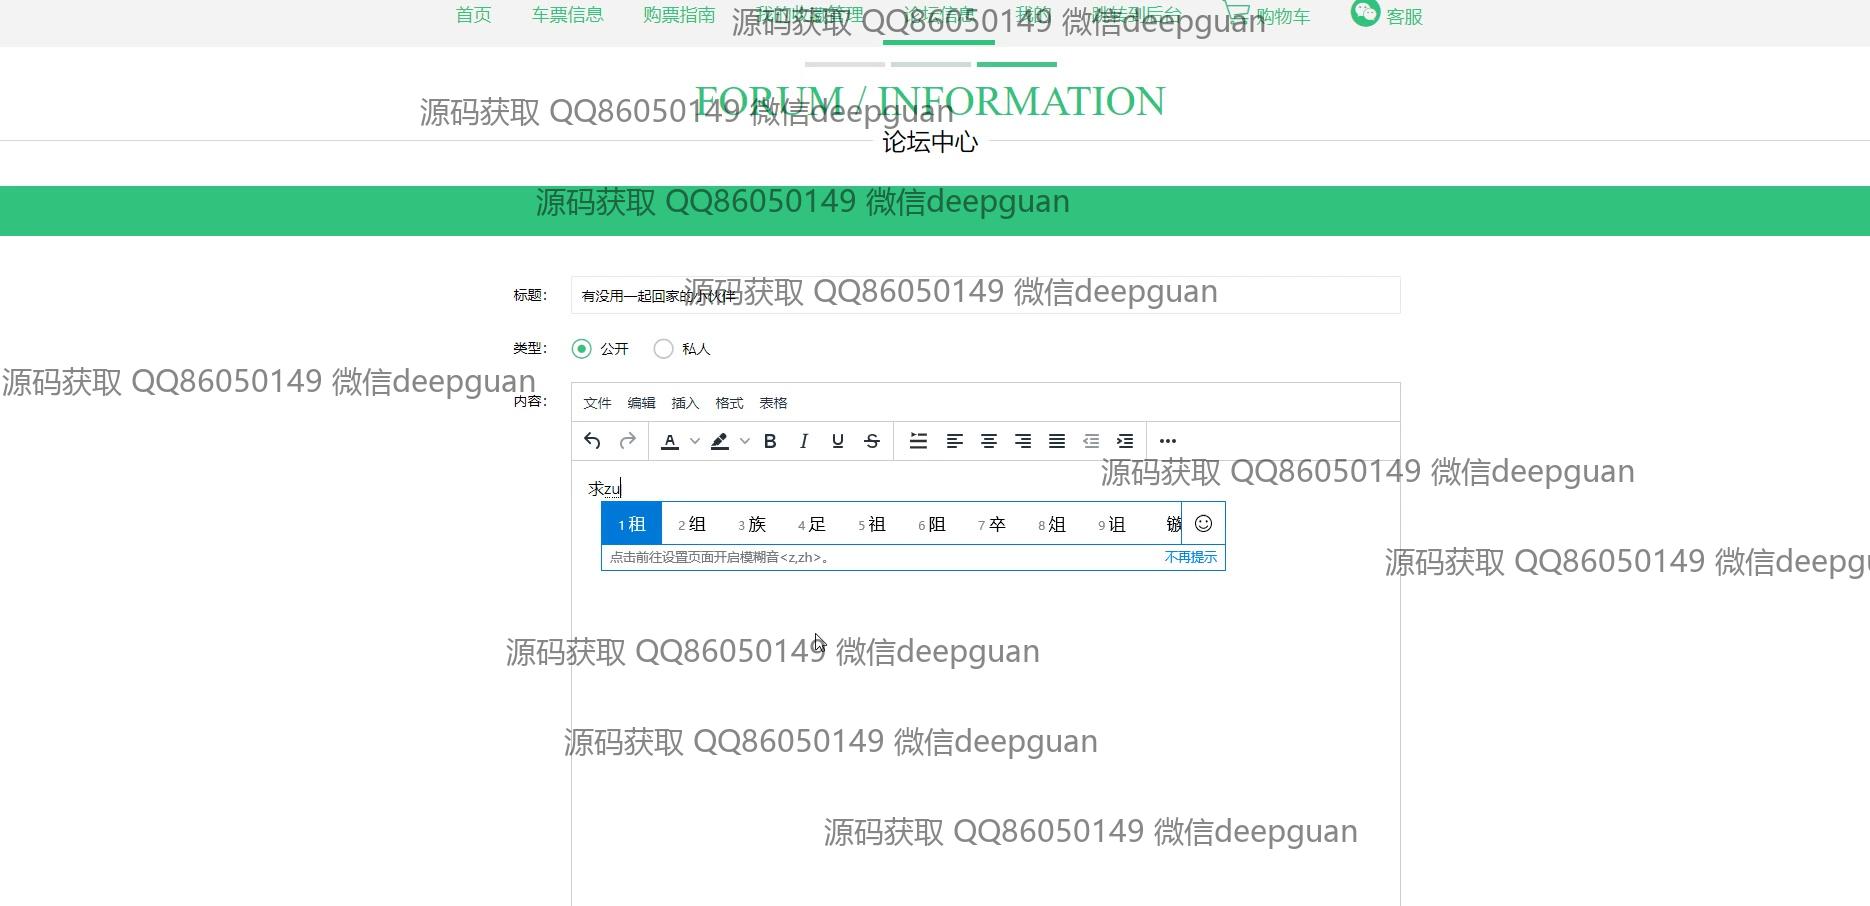 首页 车票信息 购票指南 我的收藏管理 论坛信息 我的 跳转到后台 购物车 客服
源码获取 QQ86050149 微信deepguan
FORUM / INFORMATION
源码获取 QQ86050149 微信deepguan
论坛中心
源码获取 QQ86050149 微信deepguan
标题： 有没用一起回家的小伙伴
源码获取 QQ86050149 微信deepguan
类型： 公开 私人
源码获取 QQ86050149 微信deepguan
内容： 文件 编辑 插入 格式 表格
A B I U S
源码获取 QQ86050149 微信deepguan
求zu
1 租 2 组 3 族 4 足 5 祖 6 阻 7 卒 8 俎 9 诅 镞
点击前往设置页面开启模糊音<z,zh>。 不再提示
源码获取 QQ86050149 微信deepgu
源码获取 QQ86050149 微信deepguan
源码获取 QQ86050149 微信deepguan
源码获取 QQ86050149 微信deepguan